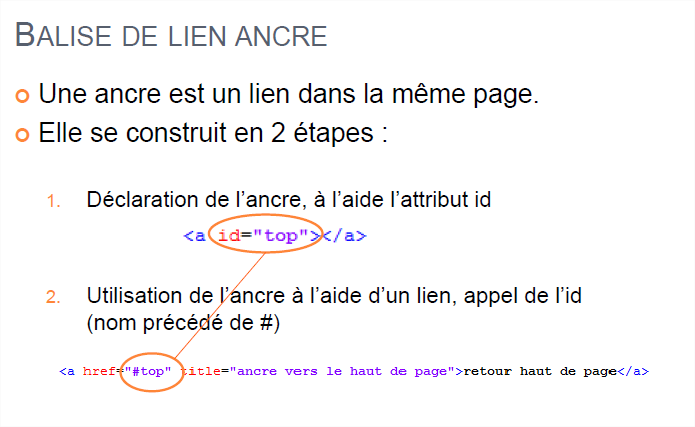 BALISE DE LIEN ANCRE
Une ancre est un lien dans la même page.
Elle se construit en 2 étapes :
1. Déclaration de l'ancre, à l'aide l'attribut id
<a id="top"></a>
2. Utilisation de l'ancre à l'aide d'un lien, appel de l'id
(nom précédé de #)
<a href="#top" title="ancre vers le haut de page">retour haut de page</a>